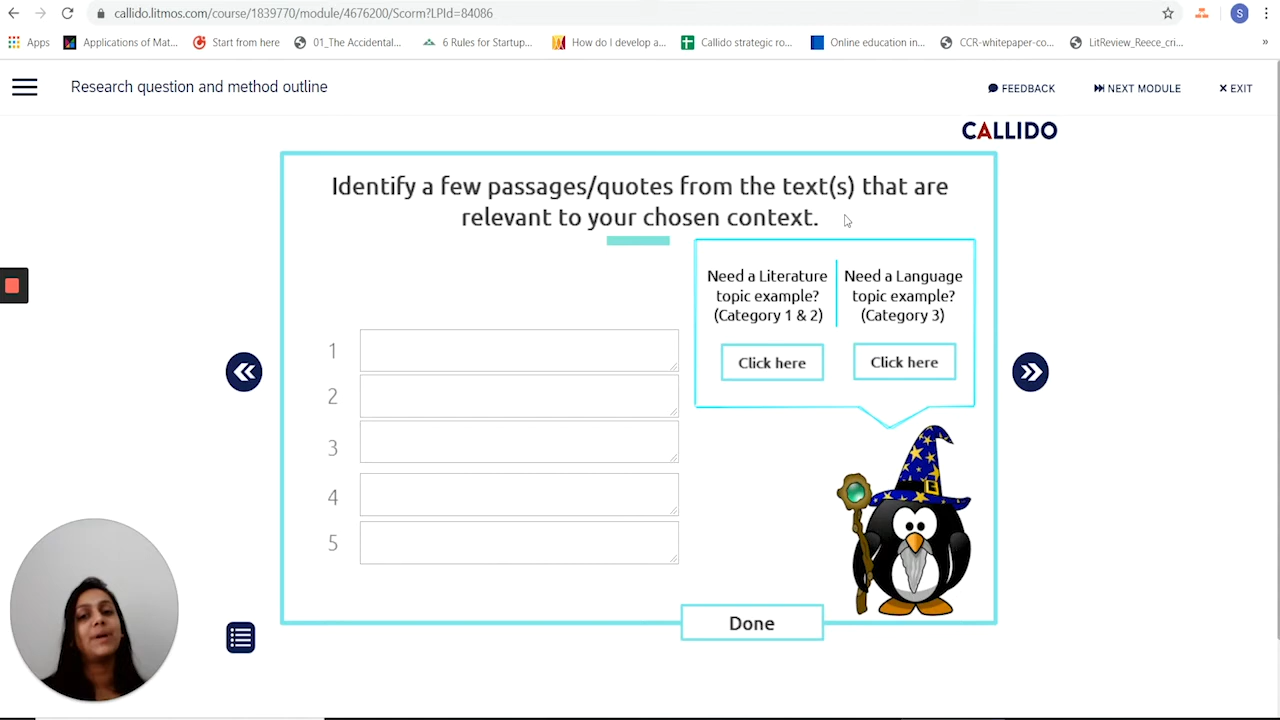 callido.litmos.com/course/1839770/module/4676200/Scorm?LPId=84086
S
Apps
Applications of Mat...
Start from here
01_The Accidental...
6 Rules for Startup...
How do I develop a...
Callido strategic ro...
Online education in...
CCR-whitepaper-co...
LitReview_Reece_cri...
»
Research question and method outline
FEEDBACK
NEXT MODULE
EXIT
CALLIDO
Identify a few passages/quotes from the text(s) that are
relevant to your chosen context.
Need a Literature
topic example?
(Category 1 & 2)
Click here
Need a Language
topic example?
(Category 3)
Click here
1
2
3
4
5
Done